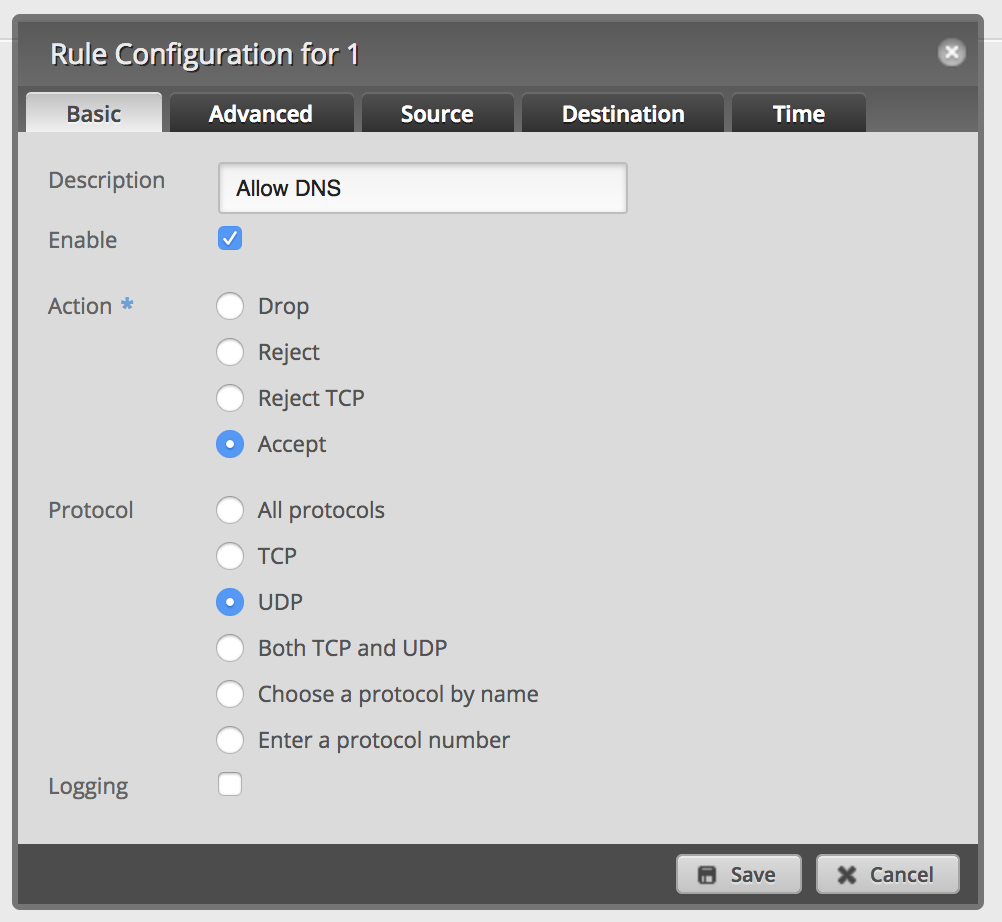 Rule Configuration for 1
Basic Advanced Source Destination Time
Description Allow DNS
Enable
Action * Drop
Reject
Reject TCP
Accept
Protocol All protocols
TCP
UDP
Both TCP and UDP
Choose a protocol by name
Enter a protocol number
Logging
Save Cancel